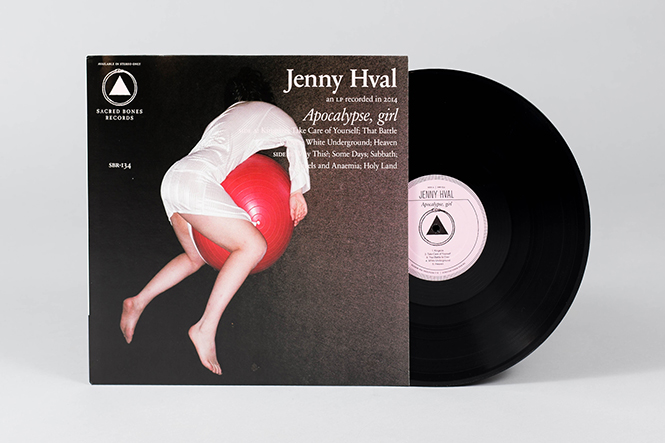 AVAILABLE IN STEREO ONLY
SACRED BONES
RECORDS
SBR-134
Jenny Hval
an LP recorded in 2014
Apocalypse, girl
Take Care of Yourself; That Battle
White Underground; Heaven
SIDE This?; Some Days; Sabbath;
and Anaemia; Holy Land
JENNY HVAL
Apocalypse, girl